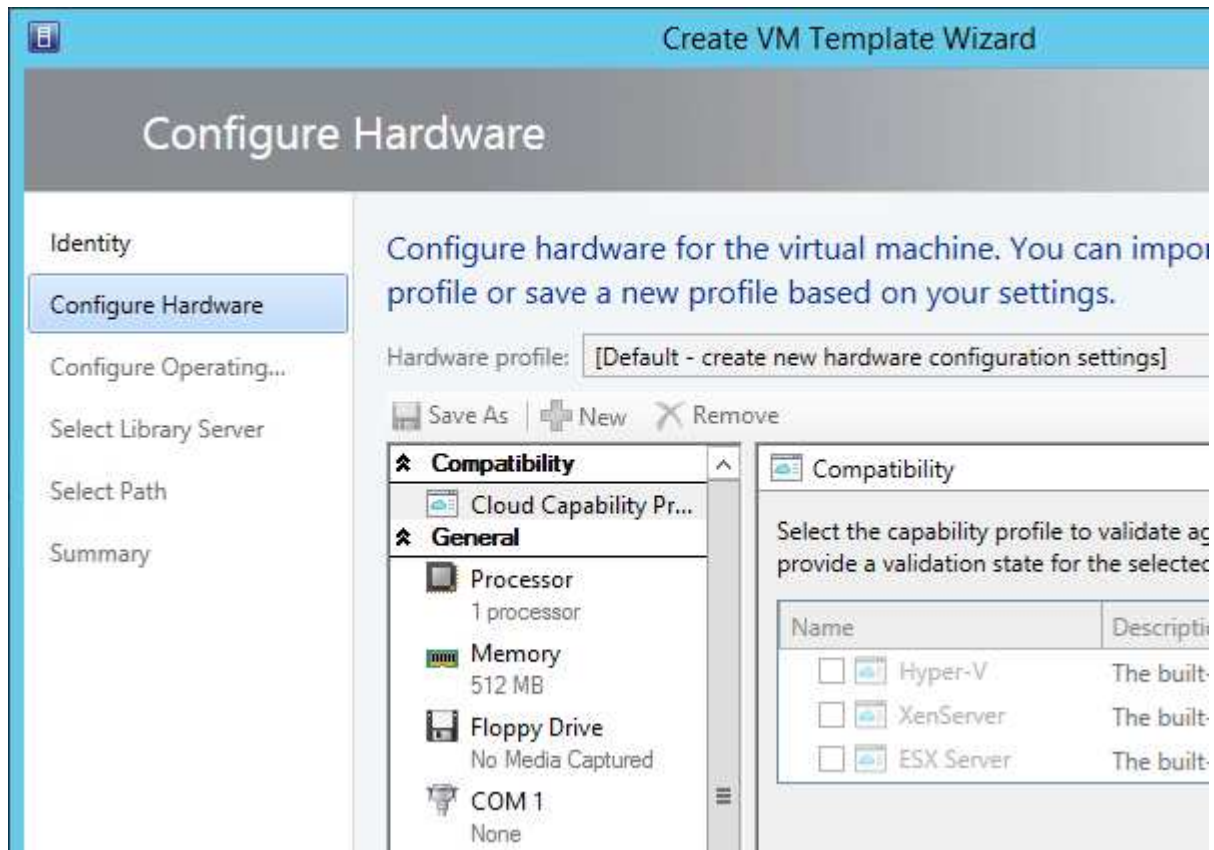 Create VM Template Wizard
Configure Hardware
Identity
Configure Hardware
Configure Operating...
Select Library Server
Select Path
Summary
Configure hardware for the virtual machine. You can impor
profile or save a new profile based on your settings.
Hardware profile: [Default - create new hardware configuration settings]
Save As New Remove
Compatibility
Cloud Capability Pr...
General
Processor
1 processor
Memory
512 MB
Floppy Drive
No Media Captured
COM 1
None
Compatibility
Select the capability profile to validate ag
provide a validation state for the selected
Name Descripti
Hyper-V The built-
XenServer The built-
ESX Server The built-